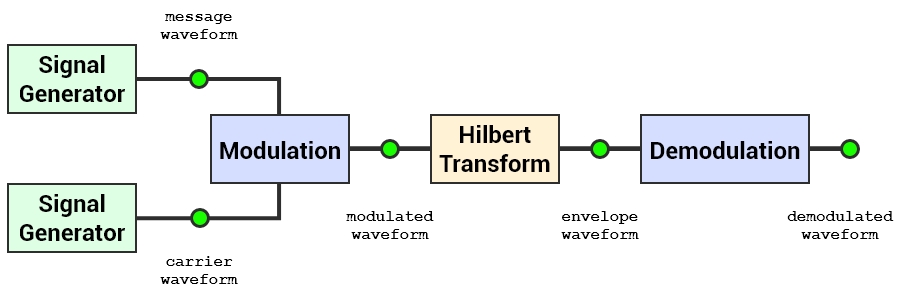 message
waveform
Signal
Generator
Modulation
Hilbert
Transform
Demodulation
Signal
Generator
modulated
waveform
envelope
waveform
demodulated
waveform
carrier
waveform